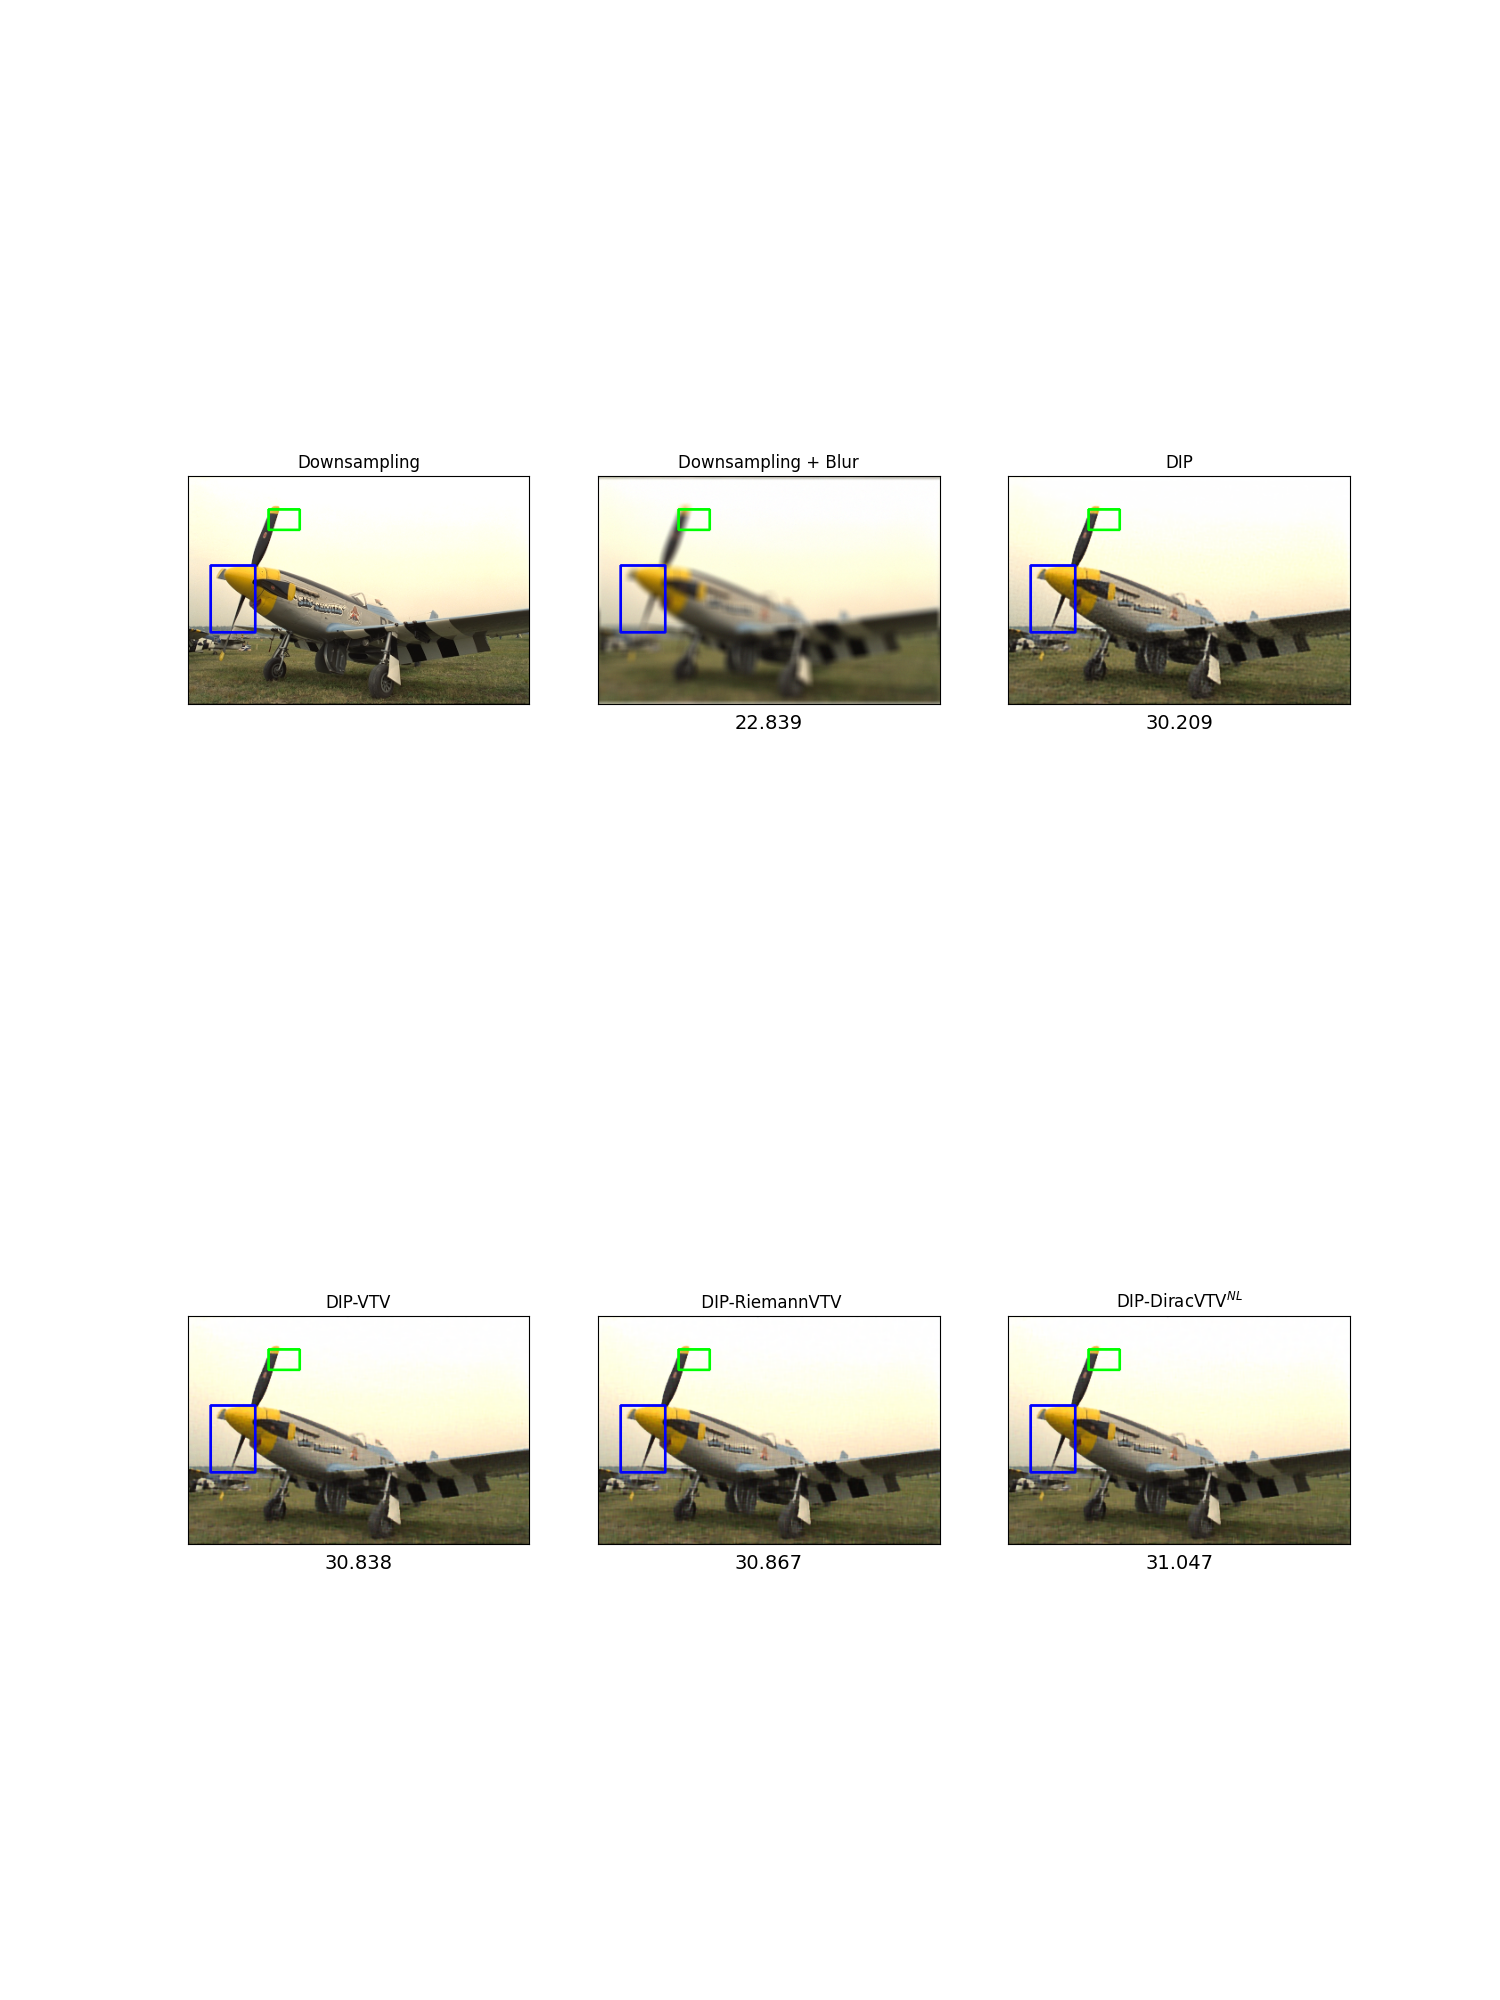 Downsampling
Downsampling + Blur
DIP
22.839
30.209
DIP-VTV
DIP-RiemannVTV
DIP-DiracVTV^NL
30.838
30.867
31.047